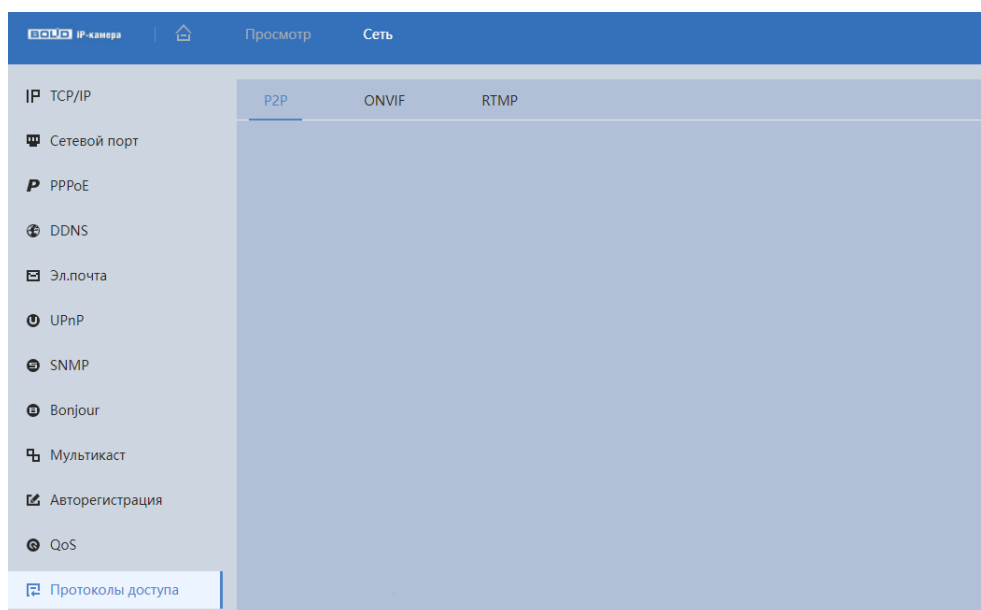 IP-камера Просмотр Сеть
P2P ONVIF RTMP
TCP/IP
Сетевой порт
PPPoE
DDNS
Эл.почта
UPnP
SNMP
Bonjour
Мультикаст
Авторегистрация
QoS
Протоколы доступа